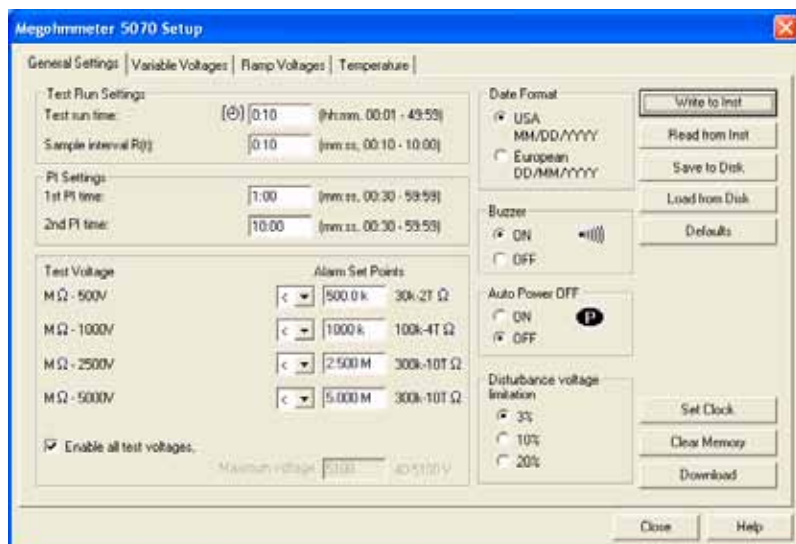 Megohmmeter 5070 Setup
General Settings Variable Voltages Ramp Voltages Temperature
Test Run Settings
Test run time: 0:10 (hh:mm, 00:01 - 49:59)
Sample interval R(t): 0:10 (mm:ss, 00:10 - 10:00)
PI Settings
1st PI time: 1:00 (mm:ss, 00:30 - 59:59)
2nd PI time: 10:00 (mm:ss, 00:30 - 59:59)
Test Voltage Alarm Set Points
M Ω - 500V < 500.0 k 30k-2T Ω
M Ω - 1000V < 1000 k 100k-4T Ω
M Ω - 2500V < 2.500 M 300k-10T Ω
M Ω - 5000V < 5.000 M 300k-10T Ω
Enable all test voltages.
Maximum voltage 5100 40-5100 V
Date Format
USA
MM/DD/YYYY
European
DD/MM/YYYY
Buzzer
ON
OFF
Auto Power OFF
ON P
OFF
Disturbance voltage
limitation
3%
10%
20%
Write to Inst
Read from Inst
Save to Disk
Load from Disk
Defaults
Set Clock
Clear Memory
Download
Close Help